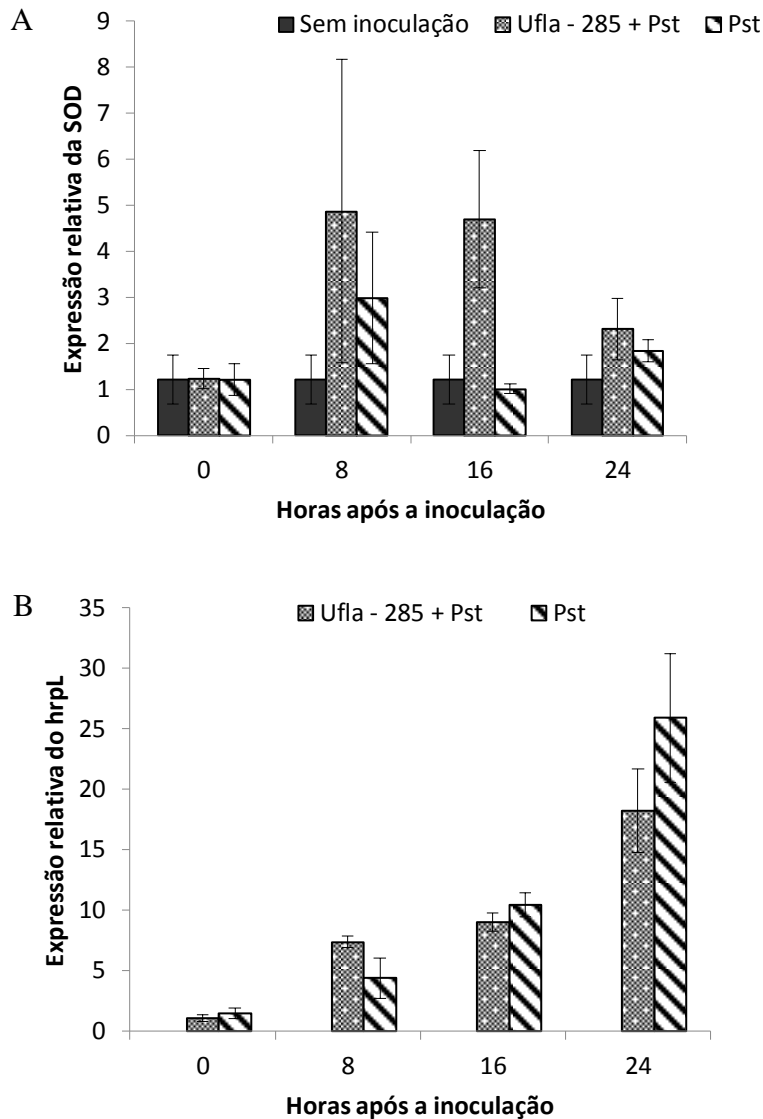 A
Sem inoculação Ufla - 285 + Pst Pst
Expressão relativa da SOD
9
8
7
6
5
4
3
2
1
0
0 8 16 24
Horas após a inoculação
B
Ufla - 285 + Pst Pst
Expressão relativa do hrpL
35
30
25
20
15
10
5
0
0 8 16 24
Horas após a inoculação